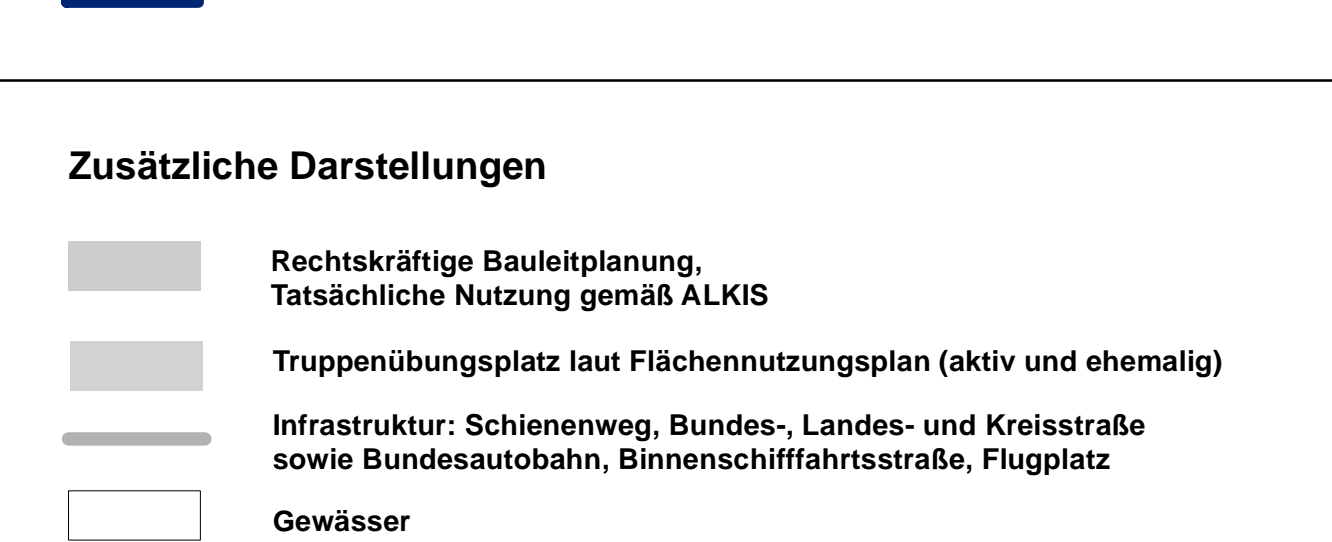 Zusätzliche Darstellungen
Rechtskräftige Bauleitplanung,
Tatsächliche Nutzung gemäß ALKIS
Truppenübungsplatz laut Flächennutzungsplan (aktiv und ehemalig)
Infrastruktur: Schienenweg, Bundes-, Landes- und Kreisstraße
sowie Bundesautobahn, Binnenschifffahrtsstraße, Flugplatz
Gewässer